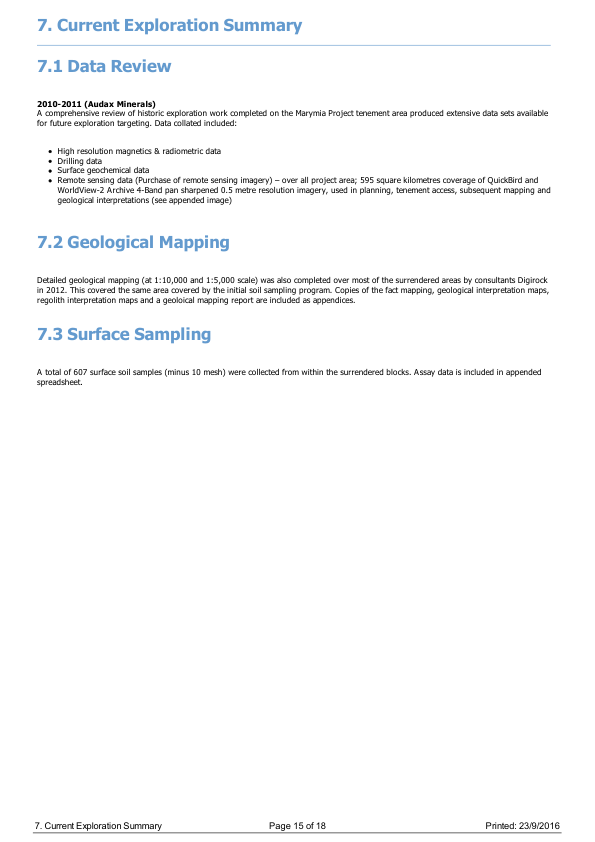 7. Current Exploration Summary
7.1 Data Review
2010-2011 (Audax Minerals)
A comprehensive review of historic exploration work completed on the Marymia Project tenement area produced extensive data sets available
for future exploration targeting. Data collated included:
• High resolution magnetics & radiometric data
• Drilling data
• Surface geochemical data
• Remote sensing data (Purchase of remote sensing imagery) – over all project area; 595 square kilometres coverage of QuickBird and
WorldView-2 Archive 4-Band pan sharpened 0.5 metre resolution imagery, used in planning, tenement access, subsequent mapping and
geological interpretations (see appended image)
7.2 Geological Mapping
Detailed geological mapping (at 1:10,000 and 1:5,000 scale) was also completed over most of the surrendered areas by consultants Digirock
in 2012. This covered the same area covered by the initial soil sampling program. Copies of the fact mapping, geological interpretation maps,
regolith interpretation maps and a geoloical mapping report are included as appendices.
7.3 Surface Sampling
A total of 607 surface soil samples (minus 10 mesh) were collected from within the surrendered blocks. Assay data is included in appended
spreadsheet.
7. Current Exploration Summary Page 15 of 18 Printed: 23/9/2016